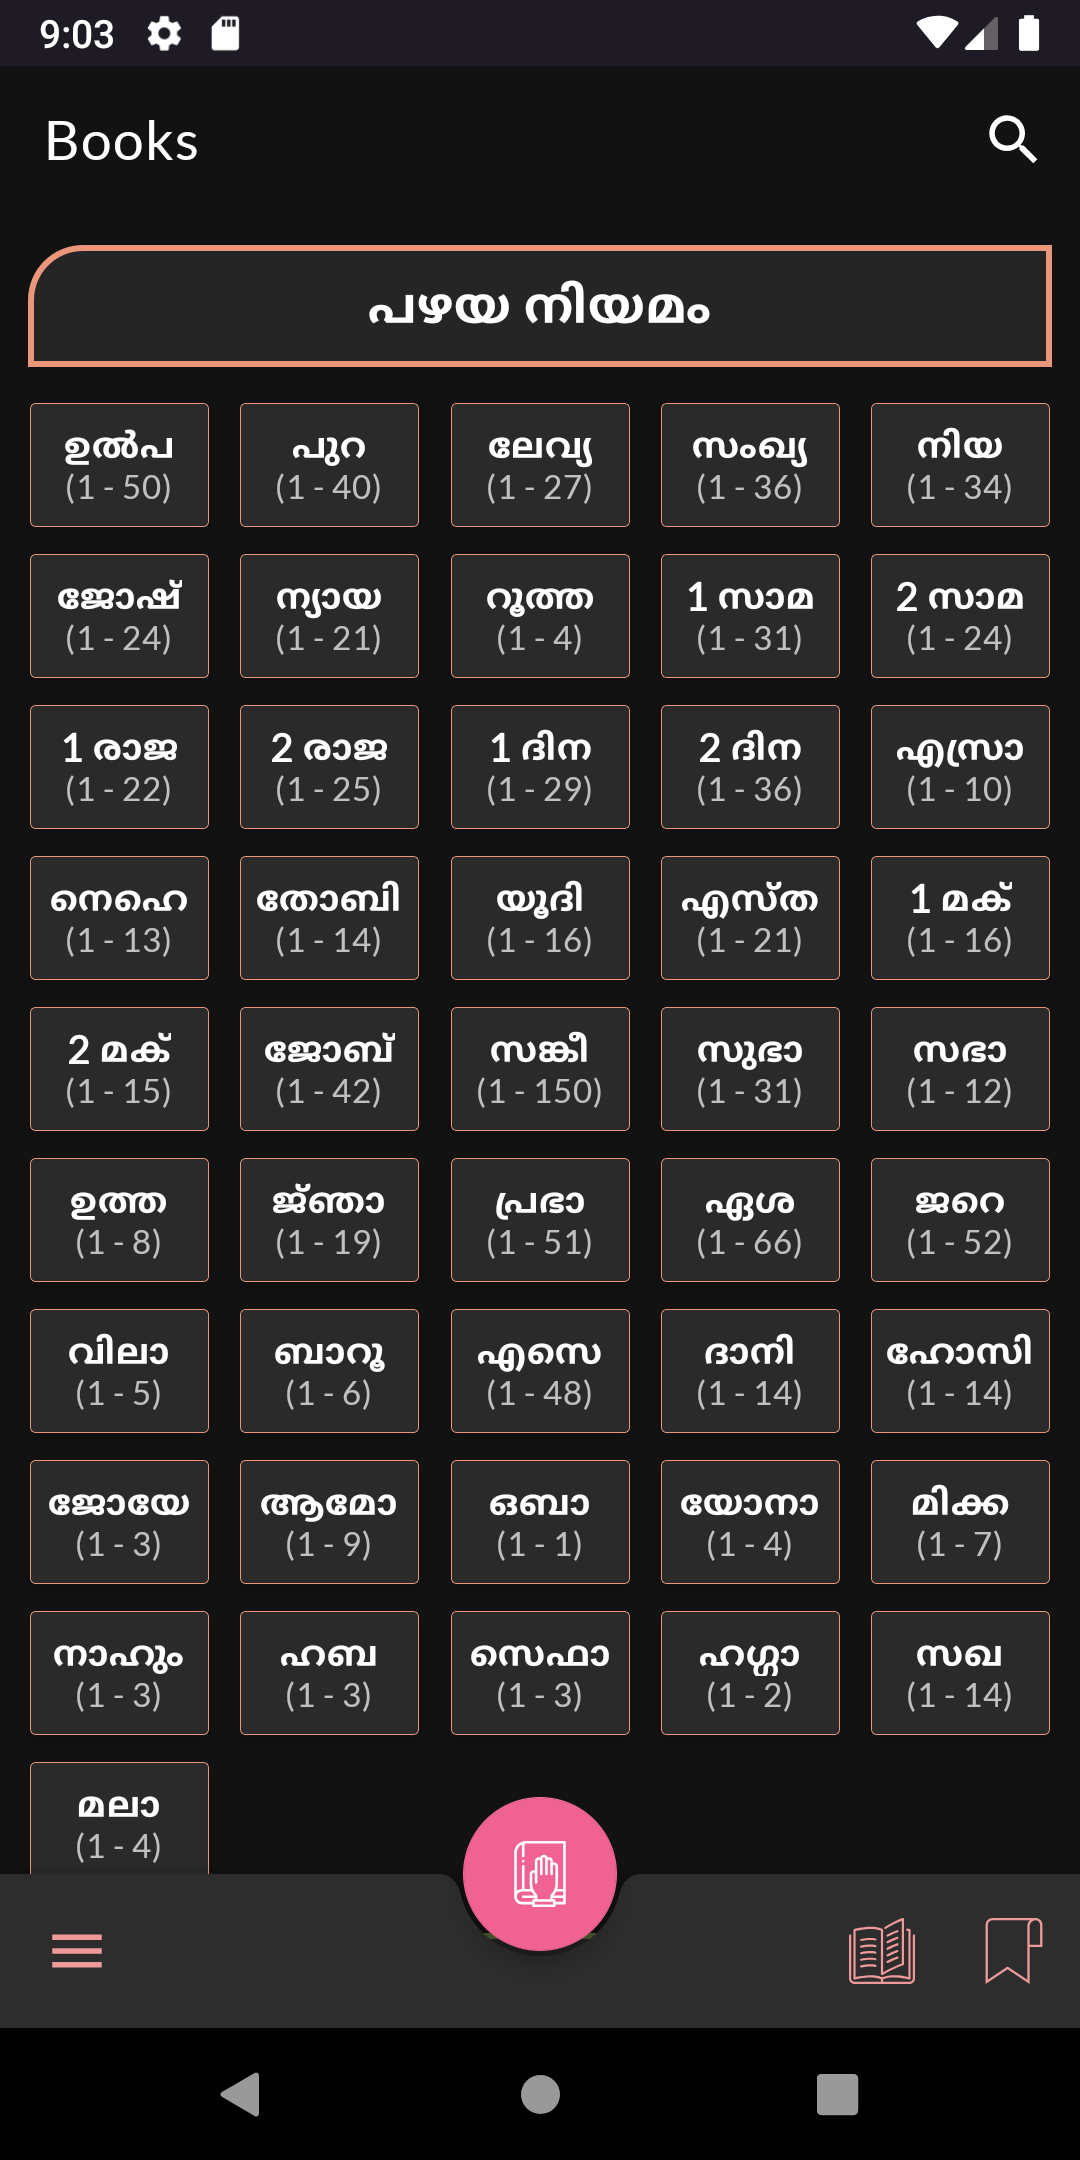 9:03
Books
പഴയ നിയമം
ഉൽപ പുറ ലേവ്യ സംഖ്യ നിയ
(1 - 50) (1 - 40) (1 - 27) (1 - 36) (1 - 34)
ജോഷ് ന്യായ റൂത്ത 1 സാമ 2 സാമ
(1 - 24) (1 - 21) (1 - 4) (1 - 31) (1 - 24)
1 രാജ 2 രാജ 1 ദിന 2 ദിന എസ്രാ
(1 - 22) (1 - 25) (1 - 29) (1 - 36) (1 - 10)
നെഹെ തോബി യൂദി എസ്ത 1 മക്
(1 - 13) (1 - 14) (1 - 16) (1 - 21) (1 - 16)
2 മക് ജോബ് സങ്കീ സുഭാ സഭാ
(1 - 15) (1 - 42) (1 - 150) (1 - 31) (1 - 12)
ഉത്ത ജ്ഞാ പ്രഭാ ഏശ ജറെ
(1 - 8) (1 - 19) (1 - 51) (1 - 66) (1 - 52)
വിലാ ബാറൂ എസെ ദാനി ഹോസി
(1 - 5) (1 - 6) (1 - 48) (1 - 14) (1 - 14)
ജോയേ ആമോ ഒബാ യോനാ മിക്ക
(1 - 3) (1 - 9) (1 - 1) (1 - 4) (1 - 7)
നാഹും ഹബ സെഫാ ഹഗ്ഗാ സഖ
(1 - 3) (1 - 3) (1 - 3) (1 - 2) (1 - 14)
മലാ
(1 - 4)